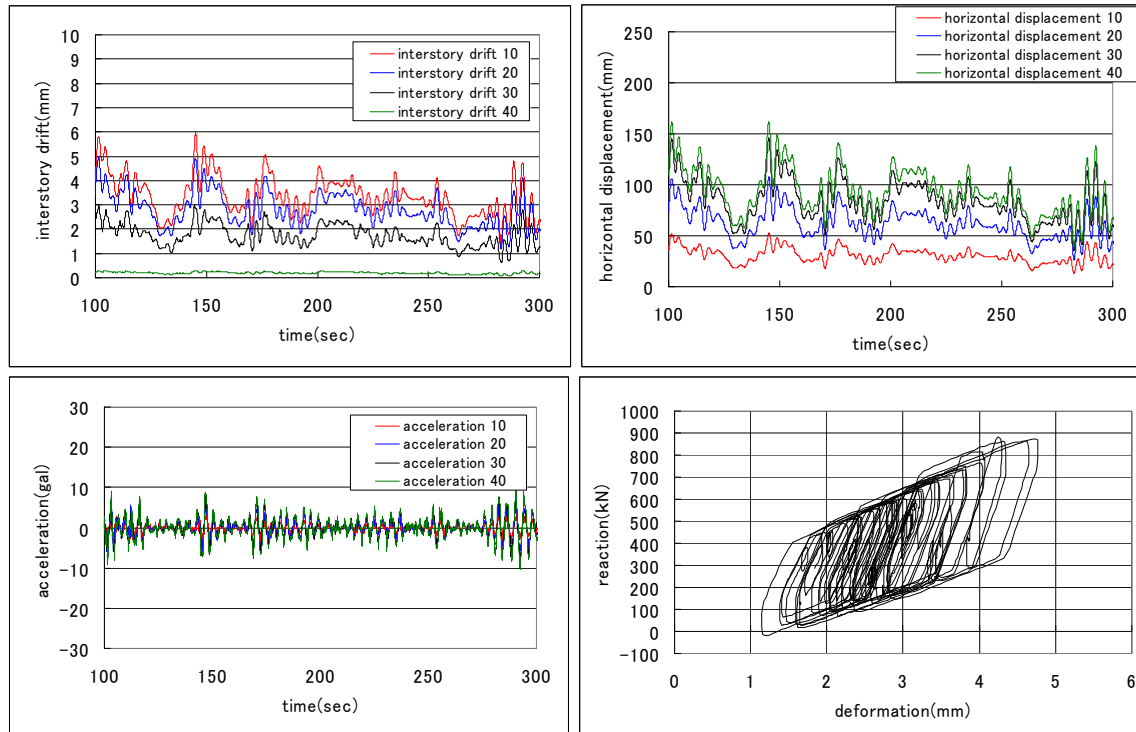 10
9
8
7
6
5
4
3
2
1
0
interstory drift(mm)
interstory drift 10
interstory drift 20
interstory drift 30
interstory drift 40
100 150 200 250 300
time(sec)
250
200
150
100
50
0
horizontal displacement(mm)
horizontal displacement 10
horizontal displacement 20
horizontal displacement 30
horizontal displacement 40
100 150 200 250 300
time(sec)
30
20
10
0
-10
-20
-30
acceleration(gal)
acceleration 10
acceleration 20
acceleration 30
acceleration 40
100 150 200 250 300
time(sec)
1000
900
800
700
600
500
400
300
200
100
0
-100
reaction(kN)
0 1 2 3 4 5 6
deformation(mm)